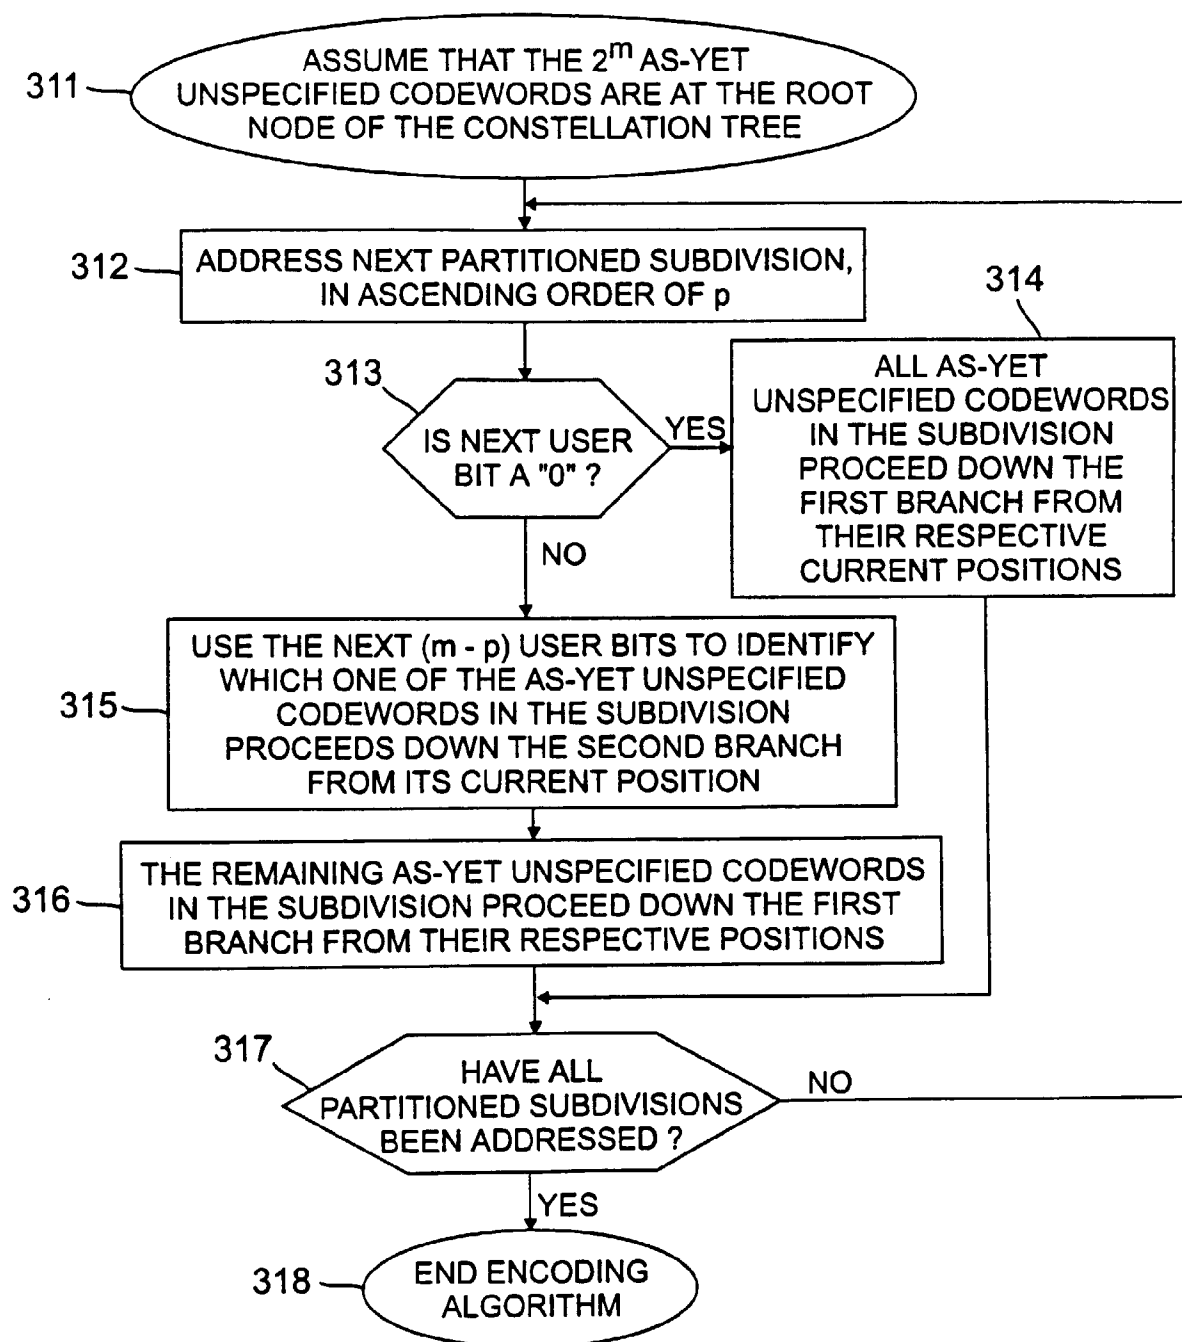 311
ASSUME THAT THE 2^m AS-YET
UNSPECIFIED CODEWORDS ARE AT THE ROOT
NODE OF THE CONSTELLATION TREE
312
ADDRESS NEXT PARTITIONED SUBDIVISION,
IN ASCENDING ORDER OF p
313
IS NEXT USER
BIT A "0" ?
YES
NO
314
ALL AS-YET
UNSPECIFIED CODEWORDS
IN THE SUBDIVISION
PROCEED DOWN THE
FIRST BRANCH FROM
THEIR RESPECTIVE
CURRENT POSITIONS
315
USE THE NEXT (m - p) USER BITS TO IDENTIFY
WHICH ONE OF THE AS-YET UNSPECIFIED
CODEWORDS IN THE SUBDIVISION
PROCEEDS DOWN THE SECOND BRANCH
FROM ITS CURRENT POSITION
316
THE REMAINING AS-YET UNSPECIFIED CODEWORDS
IN THE SUBDIVISION PROCEED DOWN THE FIRST
BRANCH FROM THEIR RESPECTIVE POSITIONS
317
HAVE ALL
PARTITIONED SUBDIVISIONS
BEEN ADDRESSED ?
NO
YES
318
END ENCODING
ALGORITHM